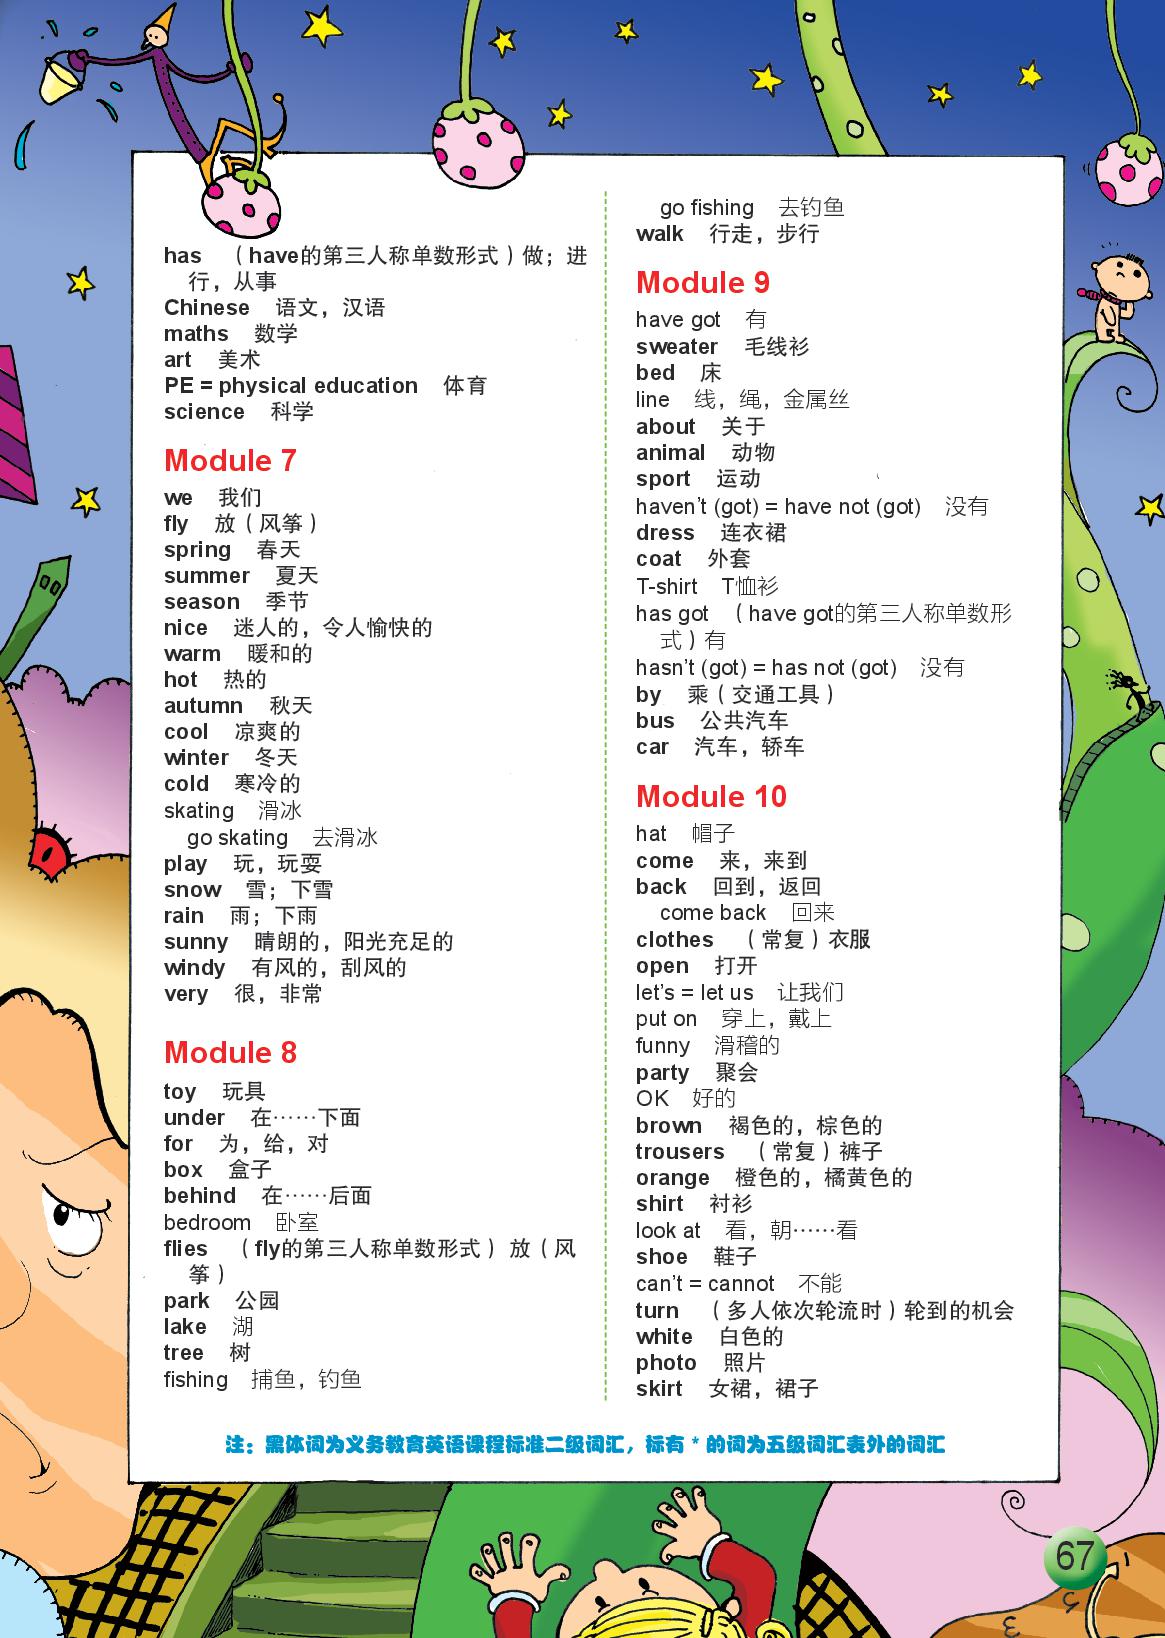 has （have的第三人称单数形式）做；进
行，从事
Chinese 语文，汉语
maths 数学
art 美术
PE = physical education 体育
science 科学
Module 7
we 我们
fly 放（风筝）
spring 春天
summer 夏天
season 季节
nice 迷人的，令人愉快的
warm 暖和的
hot 热的
autumn 秋天
cool 凉爽的
winter 冬天
cold 寒冷的
skating 滑冰
go skating 去滑冰
play 玩，玩耍
snow 雪；下雪
rain 雨；下雨
sunny 晴朗的，阳光充足的
windy 有风的，刮风的
very 很，非常
Module 8
toy 玩具
under 在……下面
for 为，给，对
box 盒子
behind 在……后面
bedroom 卧室
flies （fly的第三人称单数形式）放（风
筝）
park 公园
lake 湖
tree 树
fishing 捕鱼，钓鱼
go fishing 去钓鱼
walk 行走，步行
Module 9
have got 有
sweater 毛线衫
bed 床
line 线，绳，金属丝
about 关于
animal 动物
sport 运动
haven't (got) = have not (got) 没有
dress 连衣裙
coat 外套
T-shirt T恤衫
has got （have got的第三人称单数形
式）有
hasn't (got) = has not (got) 没有
by 乘（交通工具）
bus 公共汽车
car 汽车，轿车
Module 10
hat 帽子
come 来，来到
back 回到，返回
come back 回来
clothes （常复）衣服
open 打开
let's = let us 让我们
put on 穿上，戴上
funny 滑稽的
party 聚会
OK 好的
brown 褐色的，棕色的
trousers （常复）裤子
orange 橙色的，橘黄色的
shirt 衬衫
look at 看，朝……看
shoe 鞋子
can't = cannot 不能
turn （多人依次轮流时）轮到的机会
white 白色的
photo 照片
skirt 女裙，裙子
注：黑体词为义务教育英语课程标准二级词汇，标有 * 的词为五级词汇表外的词汇
67